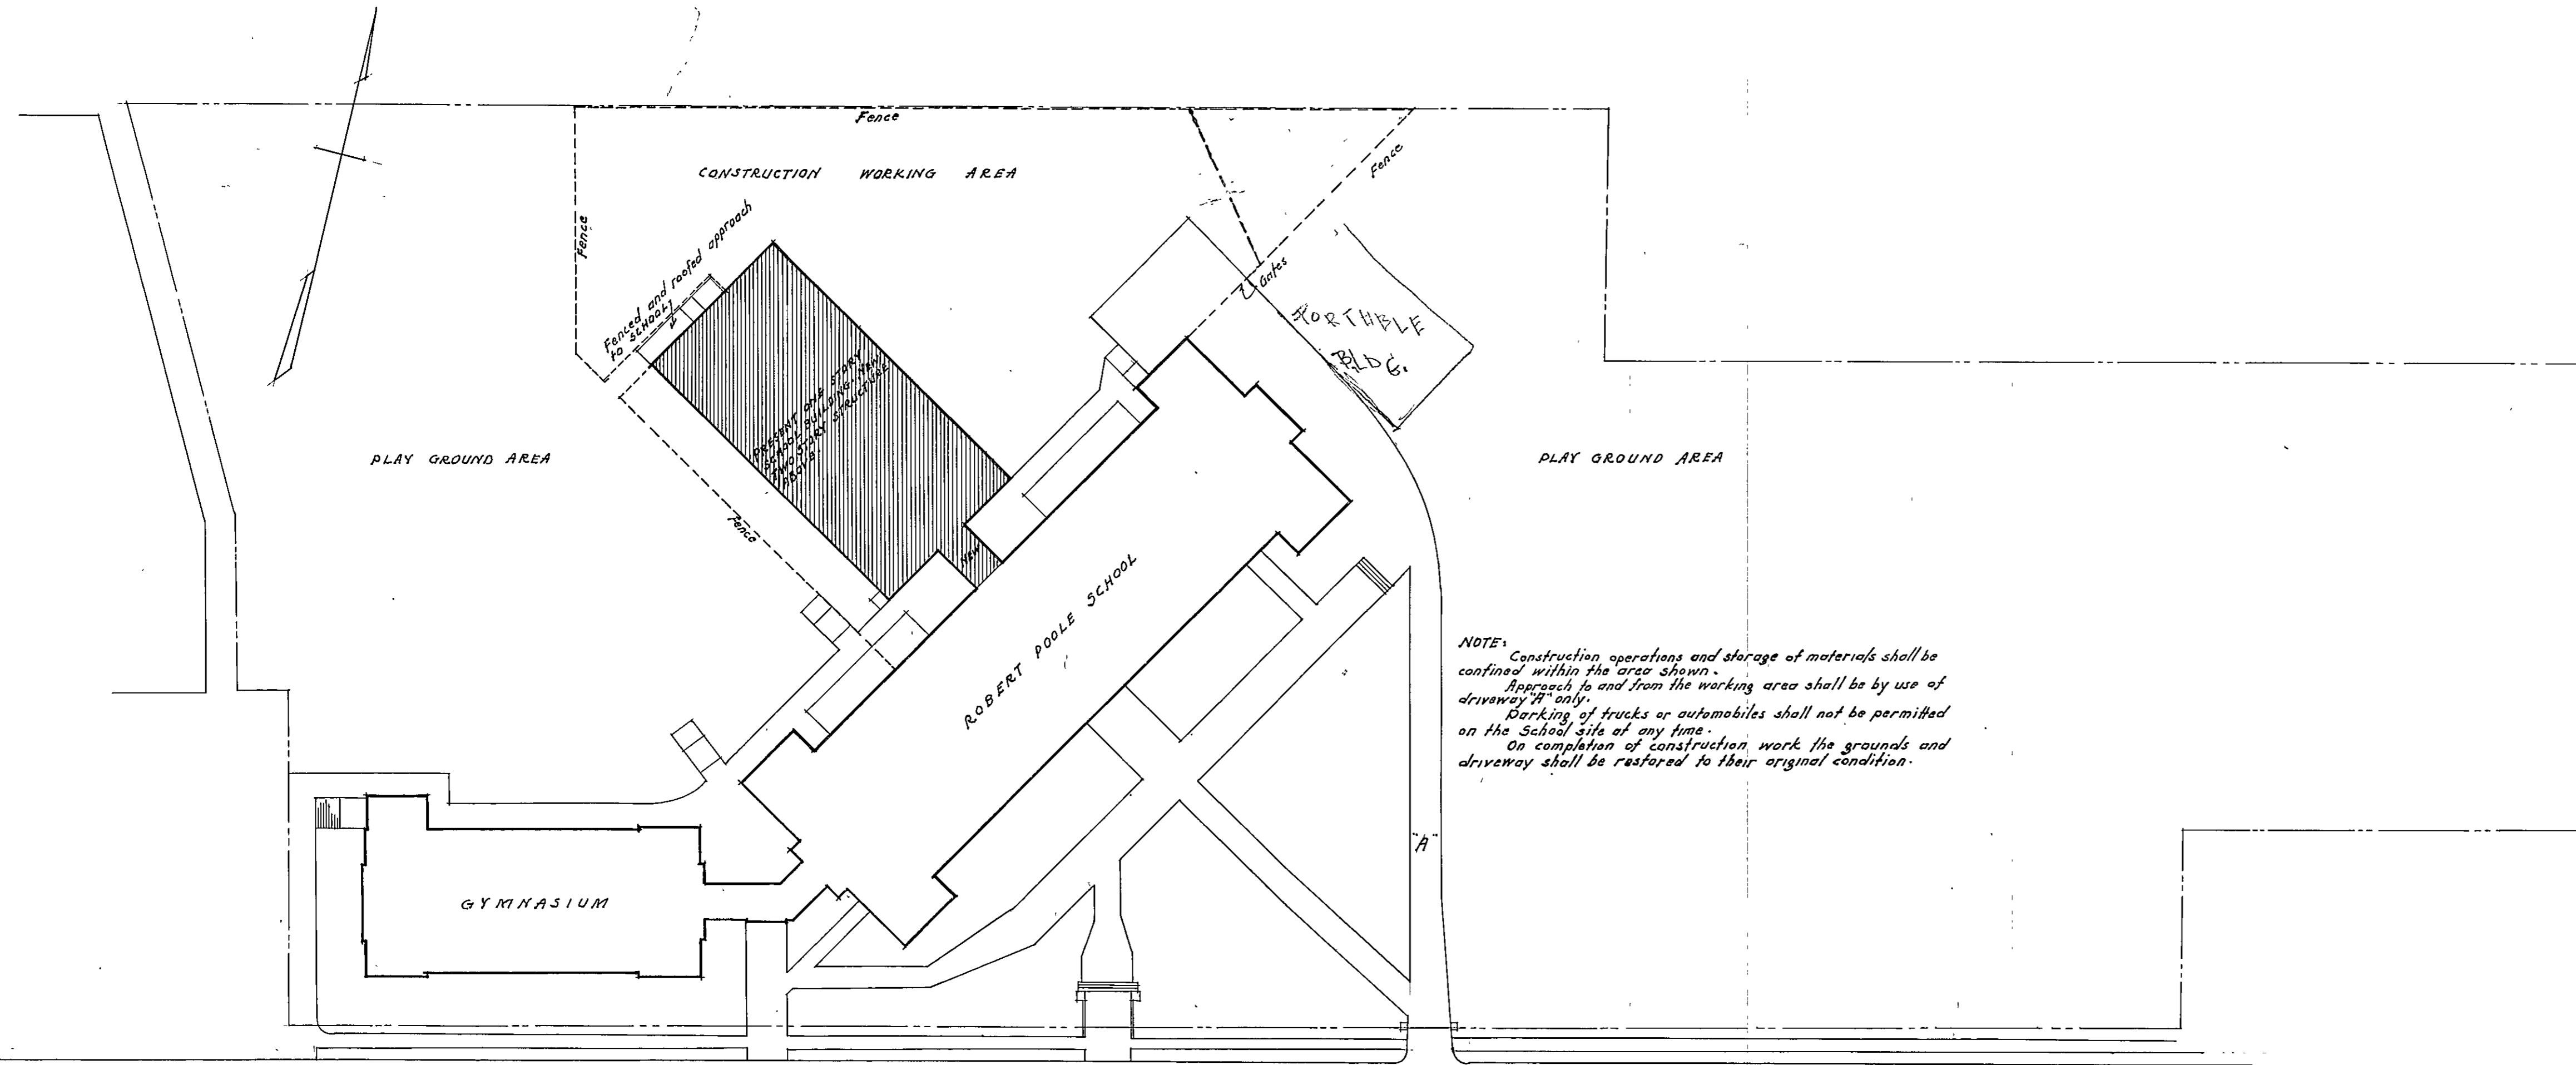 Fence
CONSTRUCTION WORKING AREA
Fence
Fence
Fenced and roofed approach
to SCHOOL
Gates
PORTABLE
BLDG.
PRESENT ONE STORY
SCHOOL BUILDING. NEW
TWO STORY STRUCTURE
ABOVE.
PLAY GROUND AREA
PLAY GROUND AREA
Fence
NEW
ROBERT POOLE SCHOOL
NOTE:
Construction operations and storage of materials shall be
confined within the area shown.
Approach to and from the working area shall be by use of
driveway "A" only.
Parking of trucks or automobiles shall not be permitted
on the School site at any time.
On completion of construction work the grounds and
driveway shall be restored to their original condition.
"A"
GYMNASIUM